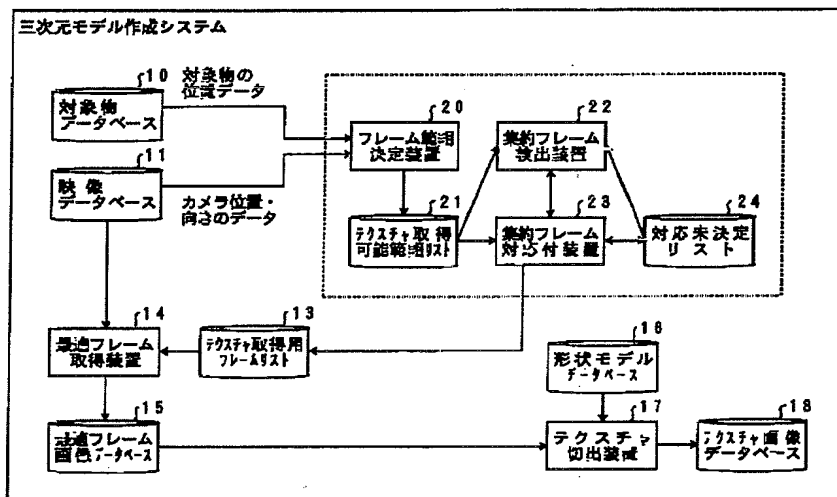 三次元モデル作成システム
10
対象物
データベース
対象物の
位置データ
11
映像
データベース
カメラ位置・
向きのデータ
20
フレーム範囲
決定装置
22
集約フレーム
検出装置
21
テクスチャ取得
可能範囲リスト
23
集約フレーム
対応付装置
24
対応未決定
リスト
14
最適フレーム
取得装置
13
テクスチャ取得用
フレームリスト
16
形状モデル
データベース
15
最適フレーム
画像データベース
17
テクスチャ
切出装置
18
テクスチャ画像
データベース